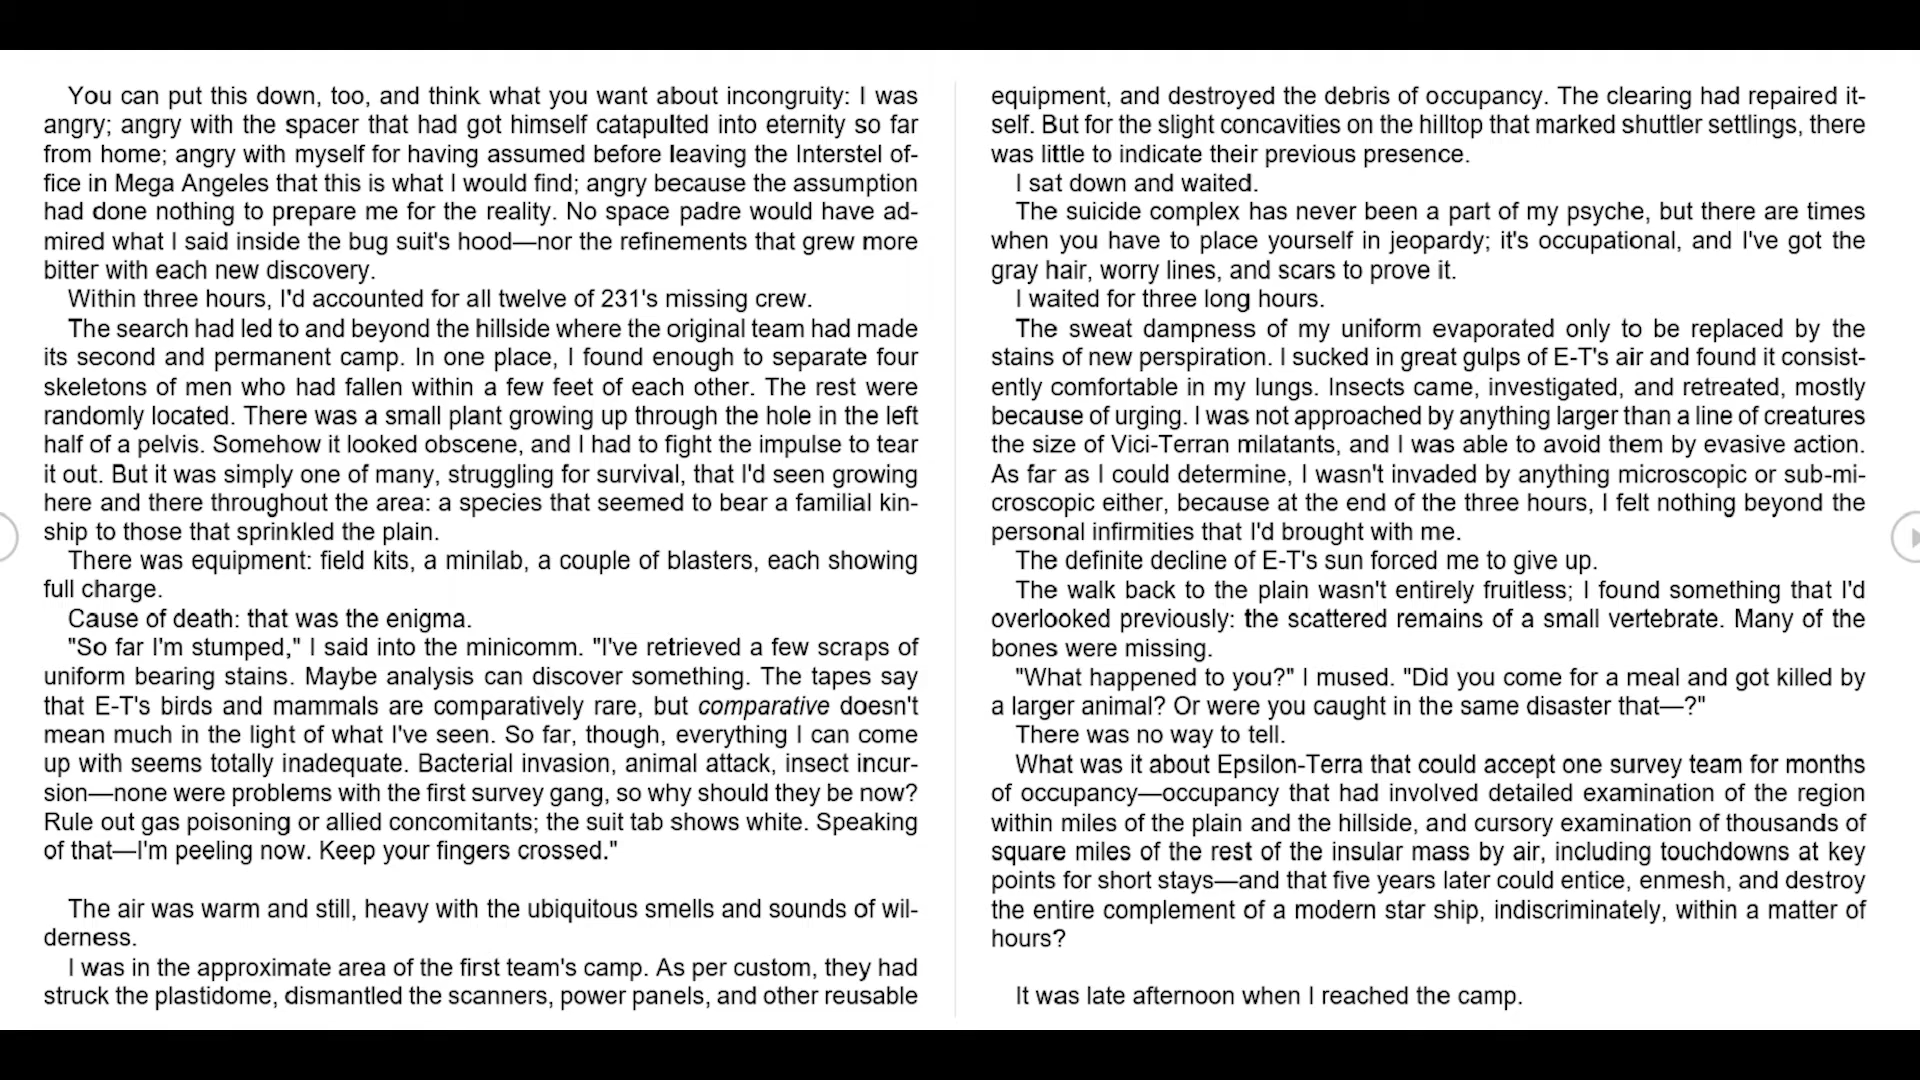 You can put this down, too, and think what you want about incongruity: I was
angry; angry with the spacer that had got himself catapulted into eternity so far
from home; angry with myself for having assumed before leaving the Interstel of-
fice in Mega Angeles that this is what I would find; angry because the assumption
had done nothing to prepare me for the reality. No space padre would have ad-
mired what I said inside the bug suit's hood—nor the refinements that grew more
bitter with each new discovery.
Within three hours, I'd accounted for all twelve of 231's missing crew.
The search had led to and beyond the hillside where the original team had made
its second and permanent camp. In one place, I found enough to separate four
skeletons of men who had fallen within a few feet of each other. The rest were
randomly located. There was a small plant growing up through the hole in the left
half of a pelvis. Somehow it looked obscene, and I had to fight the impulse to tear
it out. But it was simply one of many, struggling for survival, that I'd seen growing
here and there throughout the area: a species that seemed to bear a familial kin-
ship to those that sprinkled the plain.
There was equipment: field kits, a minilab, a couple of blasters, each showing
full charge.
Cause of death: that was the enigma.
"So far I'm stumped," I said into the minicomm. "I've retrieved a few scraps of
uniform bearing stains. Maybe analysis can discover something. The tapes say
that E-T's birds and mammals are comparatively rare, but comparative doesn't
mean much in the light of what I've seen. So far, though, everything I can come
up with seems totally inadequate. Bacterial invasion, animal attack, insect incur-
sion—none were problems with the first survey gang, so why should they be now?
Rule out gas poisoning or allied concomitants; the suit tab shows white. Speaking
of that—I'm peeling now. Keep your fingers crossed."
The air was warm and still, heavy with the ubiquitous smells and sounds of wil-
derness.
I was in the approximate area of the first team's camp. As per custom, they had
struck the plastidome, dismantled the scanners, power panels, and other reusable
equipment, and destroyed the debris of occupancy. The clearing had repaired it-
self. But for the slight concavities on the hilltop that marked shuttler settlings, there
was little to indicate their previous presence.
I sat down and waited.
The suicide complex has never been a part of my psyche, but there are times
when you have to place yourself in jeopardy; it's occupational, and I've got the
gray hair, worry lines, and scars to prove it.
I waited for three long hours.
The sweat dampness of my uniform evaporated only to be replaced by the
stains of new perspiration. I sucked in great gulps of E-T's air and found it consist-
ently comfortable in my lungs. Insects came, investigated, and retreated, mostly
because of urging. I was not approached by anything larger than a line of creatures
the size of Vici-Terran milatants, and I was able to avoid them by evasive action.
As far as I could determine, I wasn't invaded by anything microscopic or sub-mi-
croscopic either, because at the end of the three hours, I felt nothing beyond the
personal infirmities that I'd brought with me.
The definite decline of E-T's sun forced me to give up.
The walk back to the plain wasn't entirely fruitless; I found something that I'd
overlooked previously: the scattered remains of a small vertebrate. Many of the
bones were missing.
"What happened to you?" I mused. "Did you come for a meal and got killed by
a larger animal? Or were you caught in the same disaster that—?"
There was no way to tell.
What was it about Epsilon-Terra that could accept one survey team for months
of occupancy—occupancy that had involved detailed examination of the region
within miles of the plain and the hillside, and cursory examination of thousands of
square miles of the rest of the insular mass by air, including touchdowns at key
points for short stays—and that five years later could entice, enmesh, and destroy
the entire complement of a modern star ship, indiscriminately, within a matter of
hours?
It was late afternoon when I reached the camp.